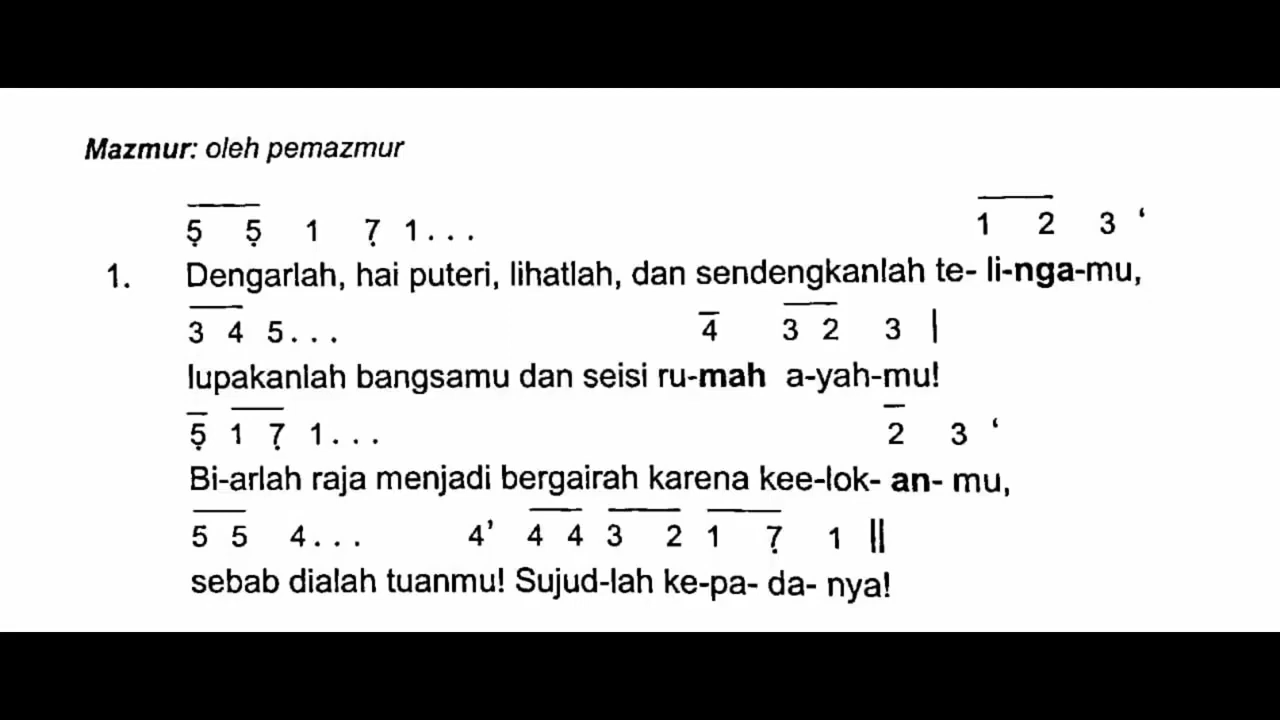 Mazmur: oleh pemazmur
5̣ 5̣ 1 7̣ 1... 1 2 3 ‘
1. Dengarlah, hai puteri, lihatlah, dan sendengkanlah te- li-nga-mu,
3 4 5... 4 3 2 3 |
lupakanlah bangsamu dan seisi ru-mah a-yah-mu!
5̣ 1 7̣ 1... 2 3 ‘
Bi-arlah raja menjadi bergairah karena kee-lok- an- mu,
5 5 4... 4’ 4 4 3 2 1 7̣ 1 ||
sebab dialah tuanmu! Sujud-lah ke-pa- da- nya!